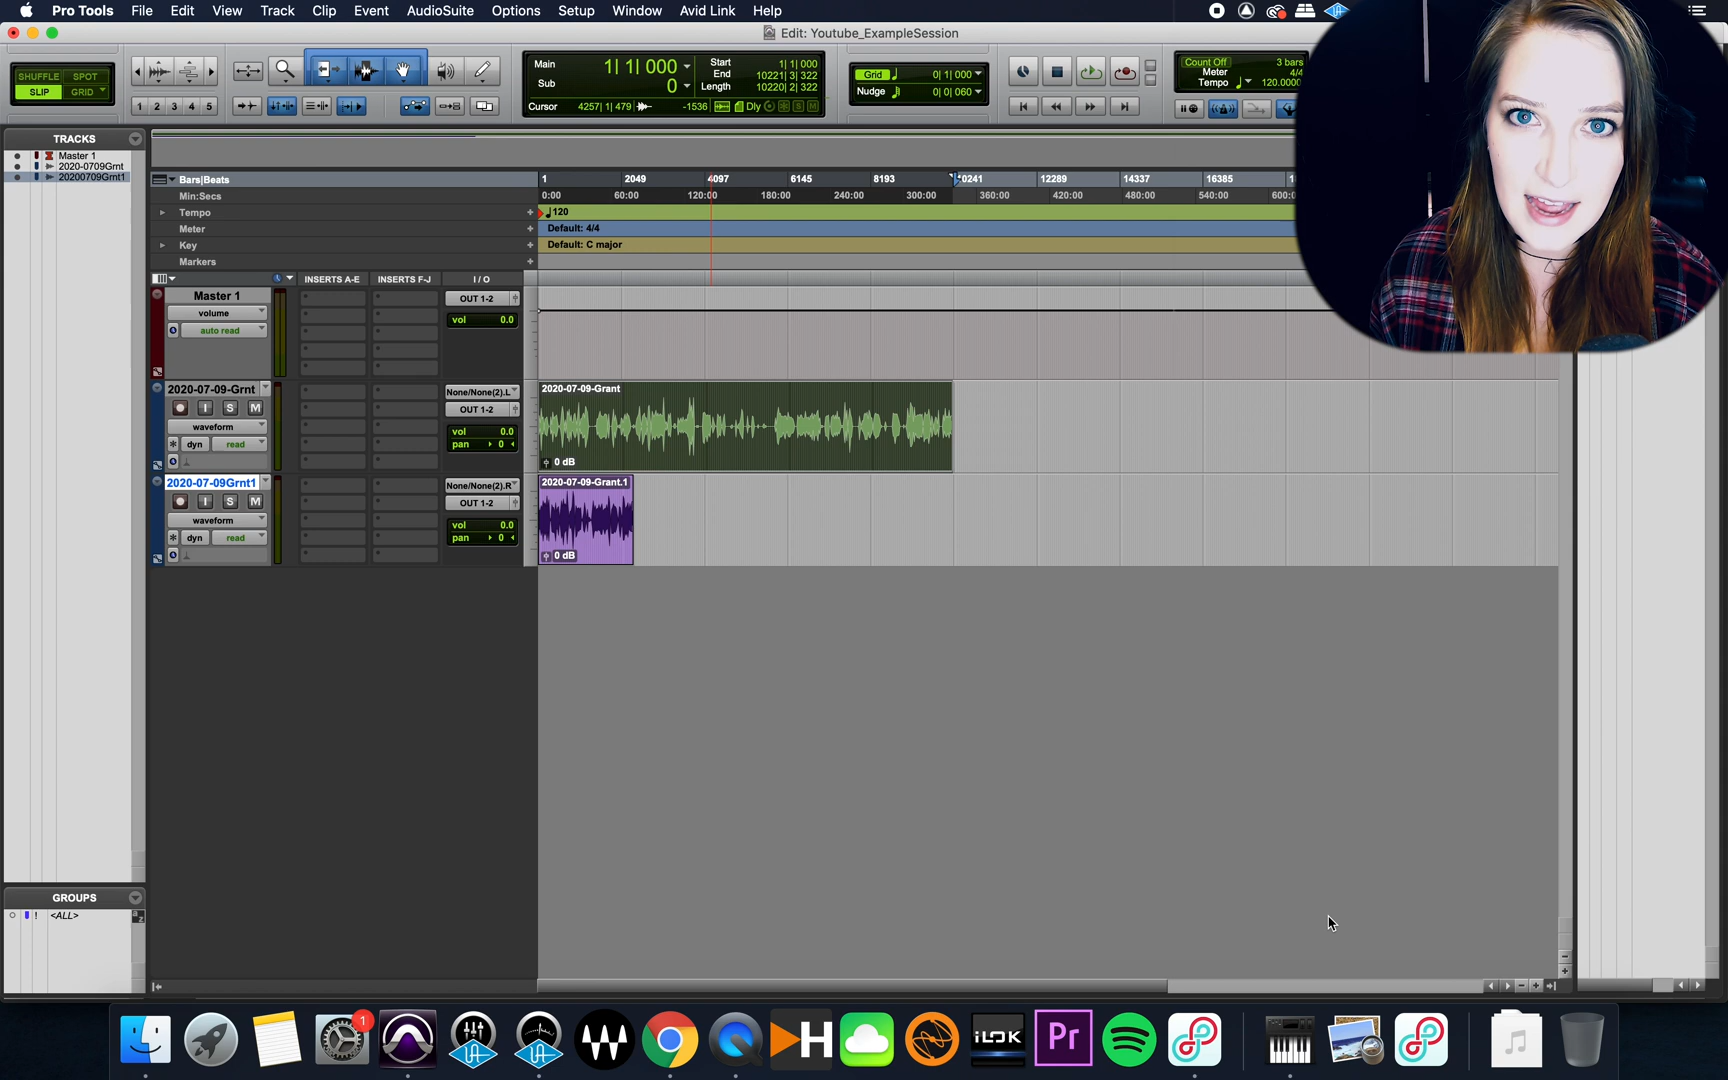 Pro Tools File Edit View Track Clip Event AudioSuite Options Setup Window Avid Link Help
Edit: Youtube_ExampleSession
SHUFFLE SPOT
SLIP GRID
1 2 3 4 5
Main 1| 1| 000
Sub 0
Start 1| 1| 000
End 10221| 3| 322
Length 10220| 2| 322
Cursor 4257| 1| 479 -1536 Dly S M
Grid 0| 1| 000
Nudge 0| 0| 060
Count Off 3 bars
Meter 4/4
Tempo 120.0000
TRACKS
Master 1
2020-0709Grnt
20200709Grnt1
Bars|Beats 1 2049 4097 6145 8193 0241 12289 14337 16385
Min:Secs 0:00 60:00 120:00 180:00 240:00 300:00 360:00 420:00 480:00 540:00 600:0
Tempo 120
Meter Default: 4/4
Key Default: C major
Markers
INSERTS A-E INSERTS F-J I / O
Master 1
volume
auto read
OUT 1-2
vol 0.0
2020-07-09-Grnt
I S M
waveform
dyn read
None/None(2).L
OUT 1-2
vol 0.0
pan 0
2020-07-09-Grant
0 dB
2020-07-09Grnt1
I S M
waveform
dyn read
None/None(2).R
OUT 1-2
vol 0.0
pan 0
2020-07-09-Grant.1
0 dB
GROUPS
! <ALL> a z
1
H
iLOK
Pr